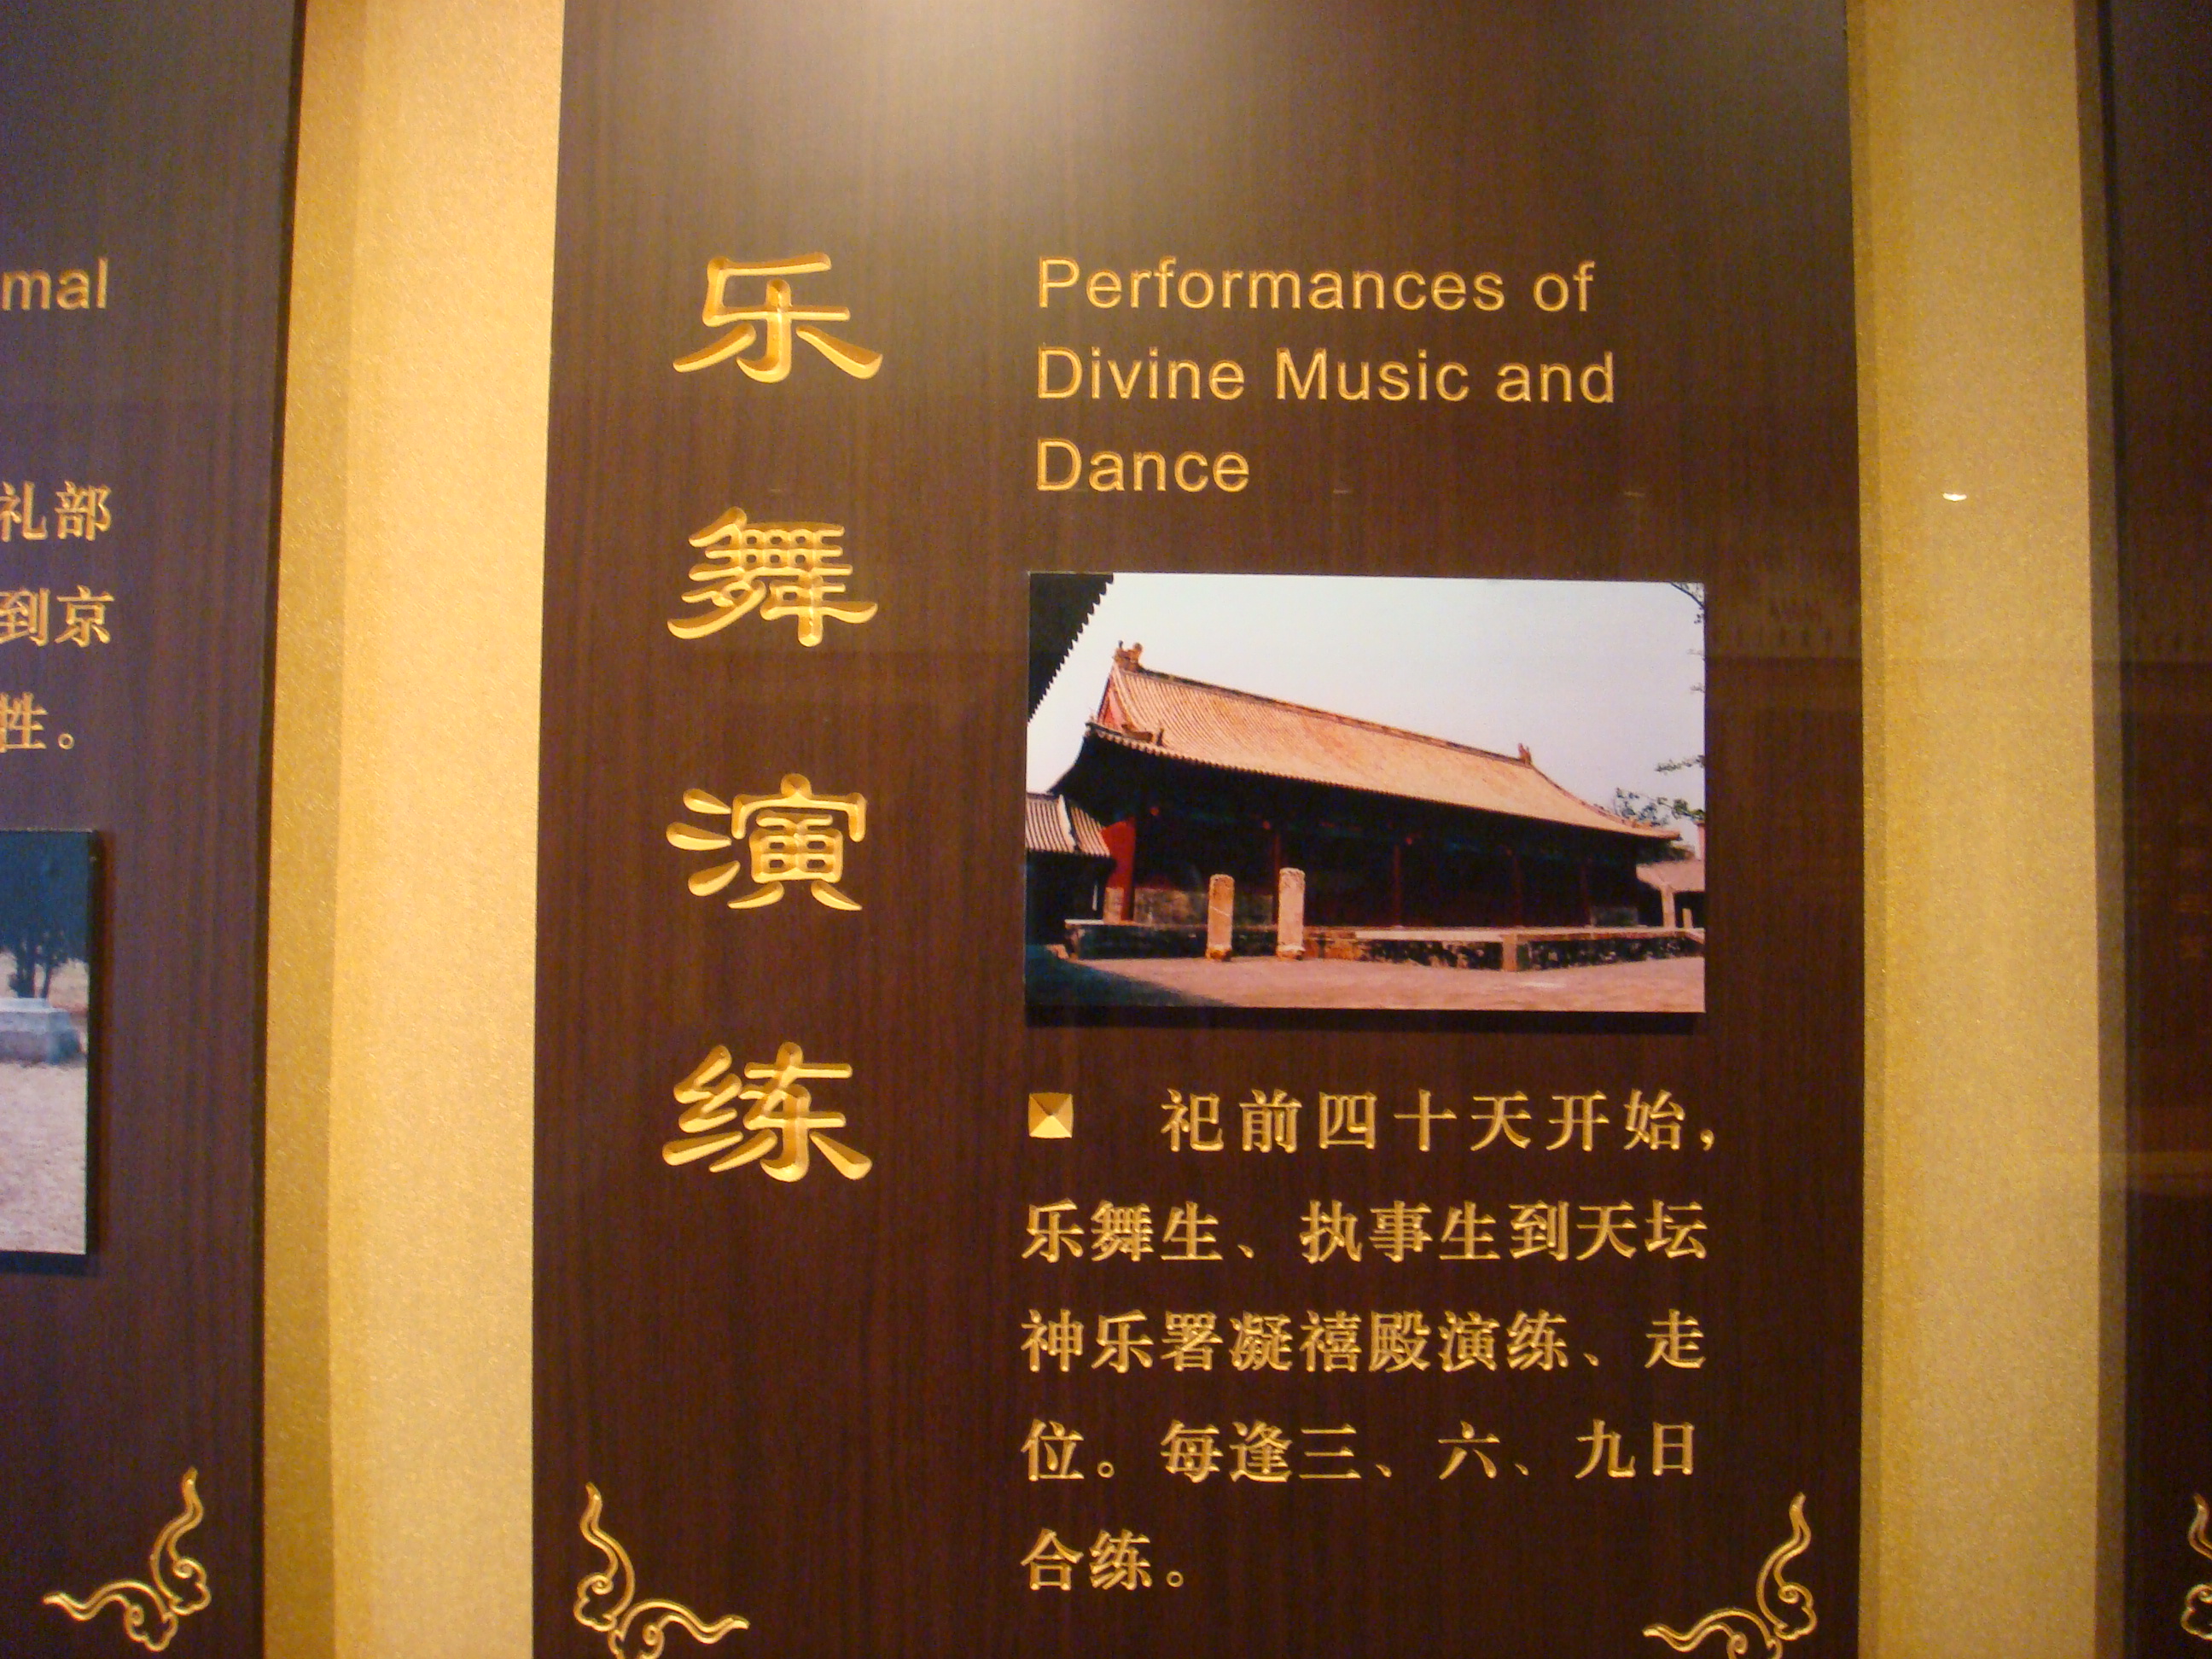 mal
礼部
到京
牲。
乐舞演练
Performances of
Divine Music and
Dance
祀前四十天开始，
乐舞生、执事生到天坛
神乐署凝禧殿演练、走
位。每逢三、六、九日
合练。